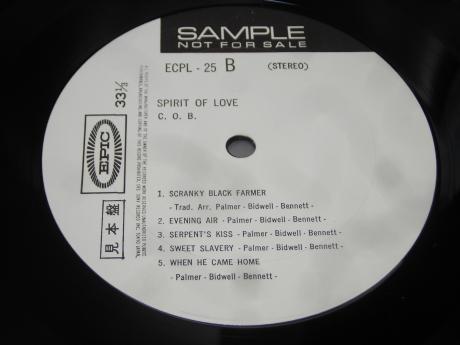 SAMPLE
NOT FOR SALE
ECPL - 25 B (STEREO)
SPIRIT OF LOVE
C. O. B.
33 1/3
EPIC
見本盤
1. SCRANKY BLACK FARMER
- Trad. Arr. Palmer - Bidwell - Bennett -
2. EVENING AIR - Palmer - Bidwell - Bennett -
3. SERPENT'S KISS - Palmer - Bidwell - Bennett -
4. SWEET SLAVERY - Palmer - Bidwell - Bennett -
5. WHEN HE CAME HOME
- Palmer - Bidwell - Bennett -